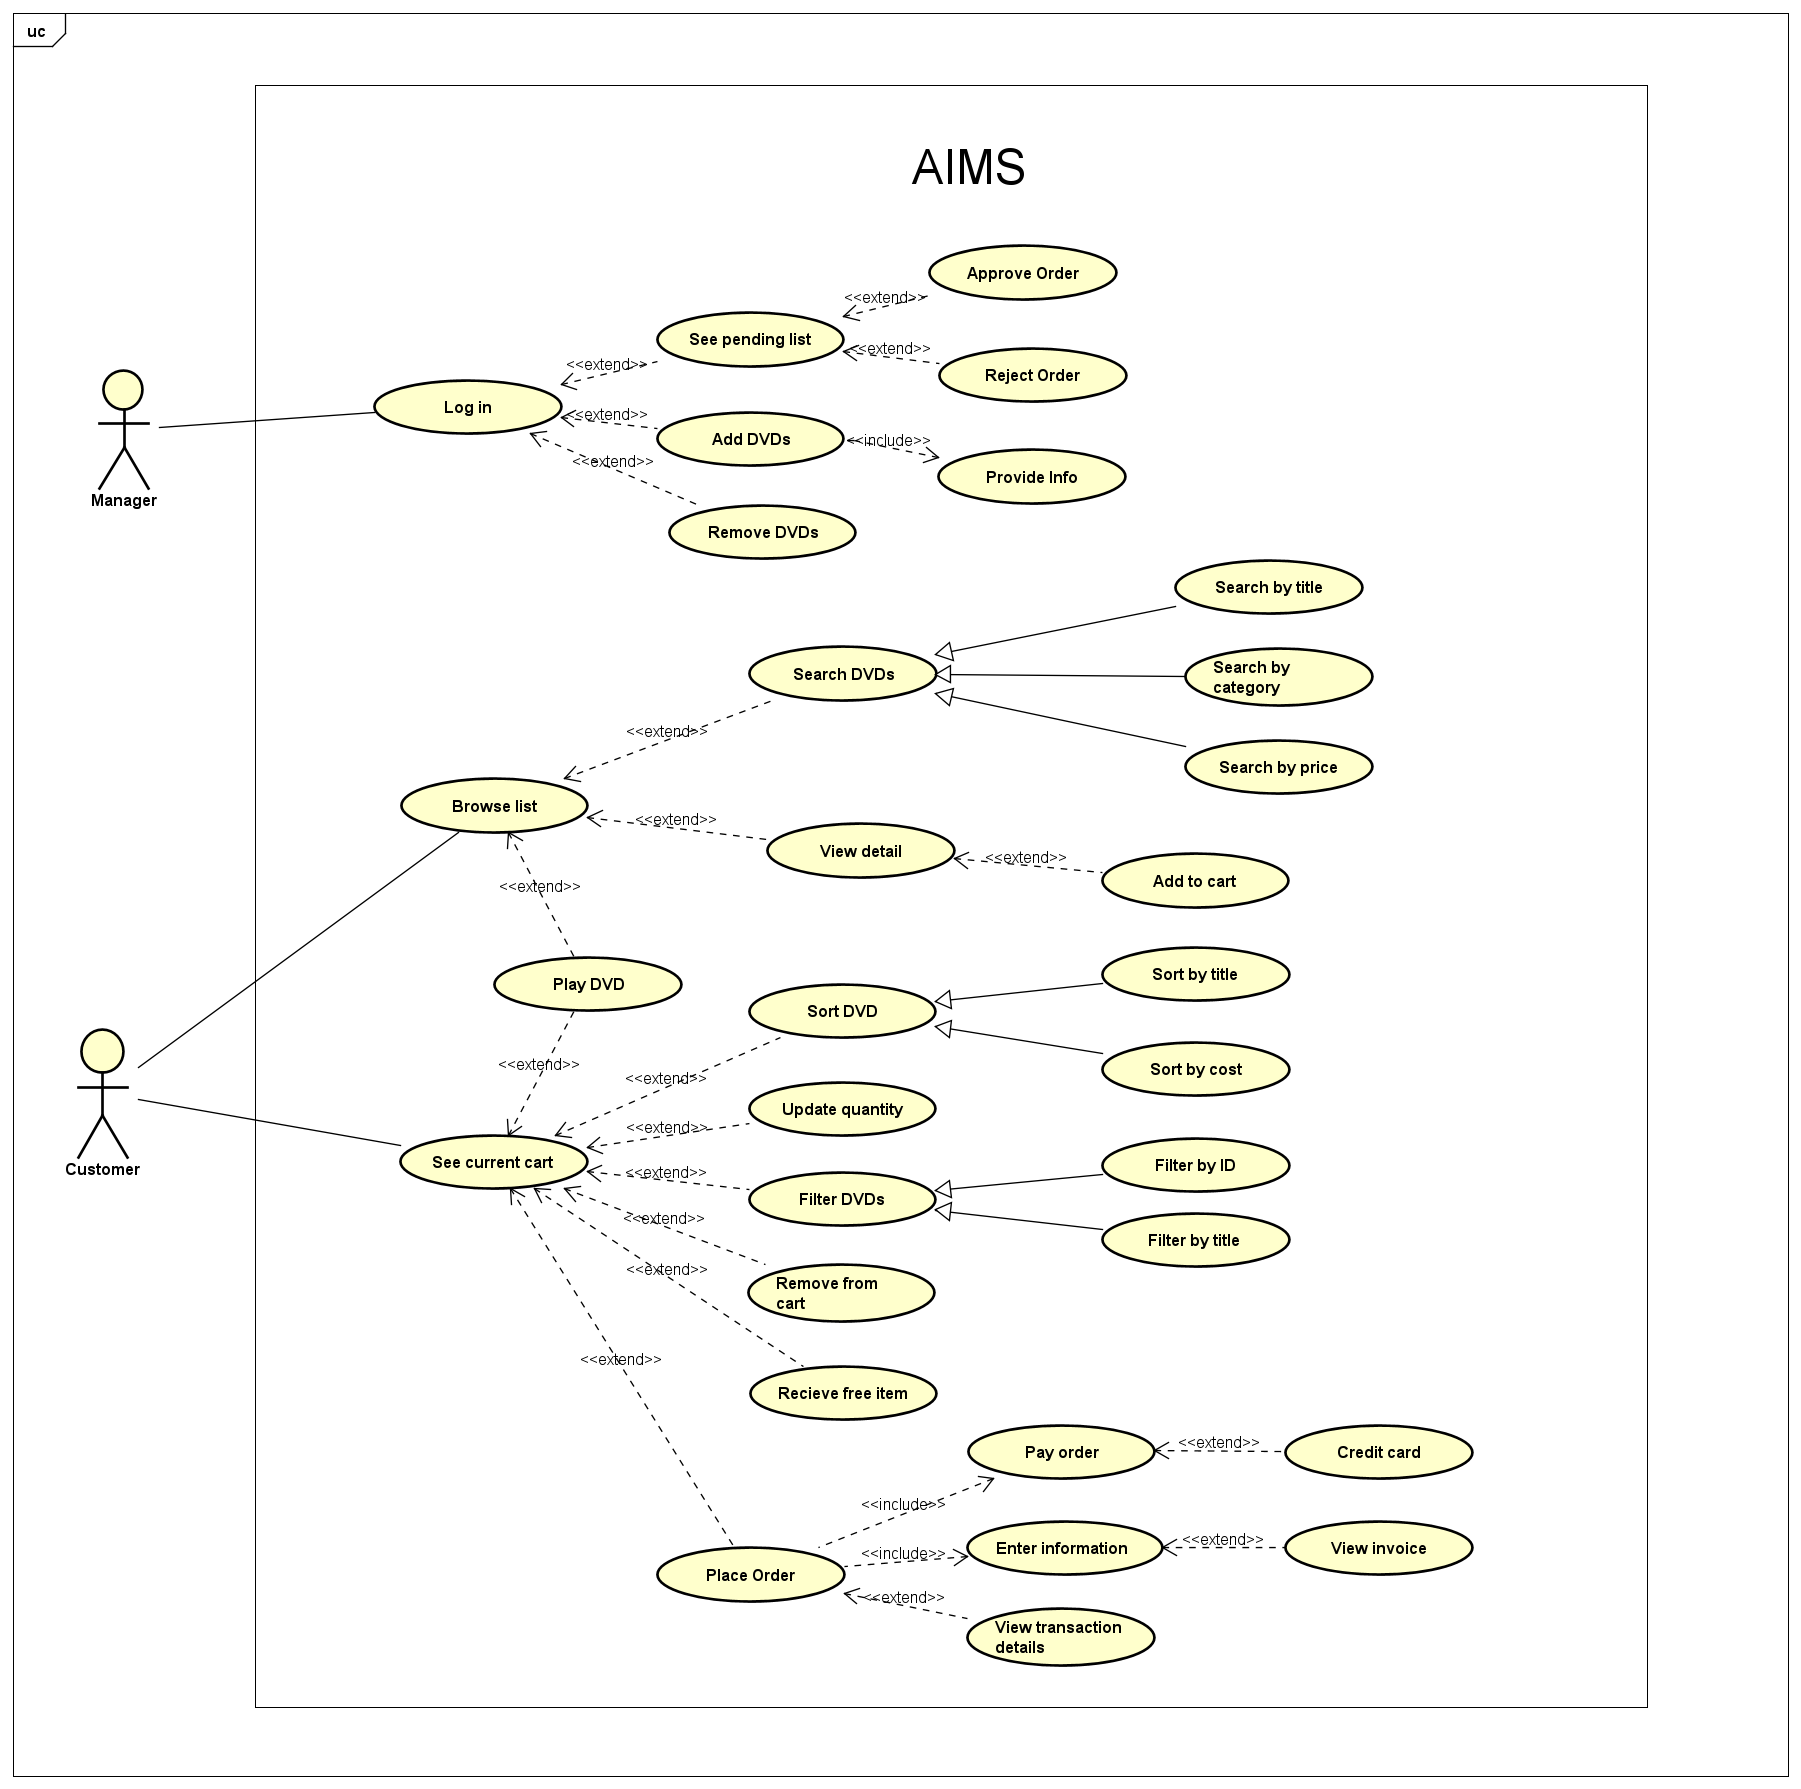 uc
AIMS
Approve Order
<<extend>>
See pending list
<<extend>>
Reject Order
<<extend>>
Log in
<<extend>>
Add DVDs
<<include>>
Provide Info
<<extend>>
Manager
Remove DVDs
Search by title
Search by
category
Search DVDs
<<extend>>
Search by price
Browse list
<<extend>>
View detail
<<extend>>
Add to cart
<<extend>>
Play DVD
Sort by title
Sort DVD
<<extend>>
<<extend>>
Sort by cost
Update quantity
<<extend>>
Customer
See current cart
Filter by ID
<<extend>>
Filter DVDs
<<extend>>
Filter by title
<<extend>>
Remove from
cart
<<extend>>
Recieve free item
Pay order
<<extend>>
Credit card
<<include>>
Enter information
<<extend>>
View invoice
<<include>>
Place Order
<<extend>>
View transaction
details